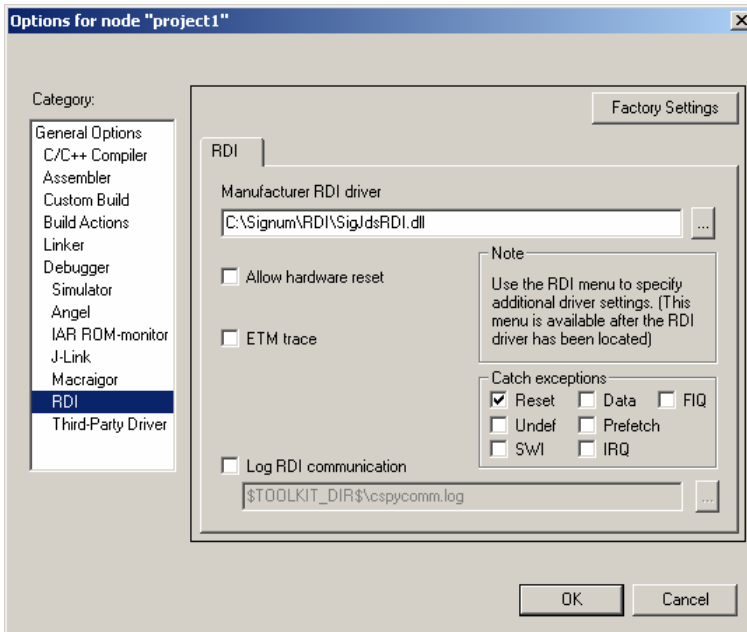 Options for node "project1"
Category:
Factory Settings
General Options
C/C++ Compiler
Assembler
Custom Build
Build Actions
Linker
Debugger
Simulator
Angel
IAR ROM-monitor
J-Link
Macraigor
RDI
Third-Party Driver
RDI
Manufacturer RDI driver
C:\Signum\RDI\SigJdsRDI.dll
...
Allow hardware reset
ETM trace
Note
Use the RDI menu to specify
additional driver settings. (This
menu is available after the RDI
driver has been located)
Catch exceptions
Reset Data FIQ
Undef Prefetch
SWI IRQ
Log RDI communication
$TOOLKIT_DIR$\cspycomm.log
...
OK Cancel